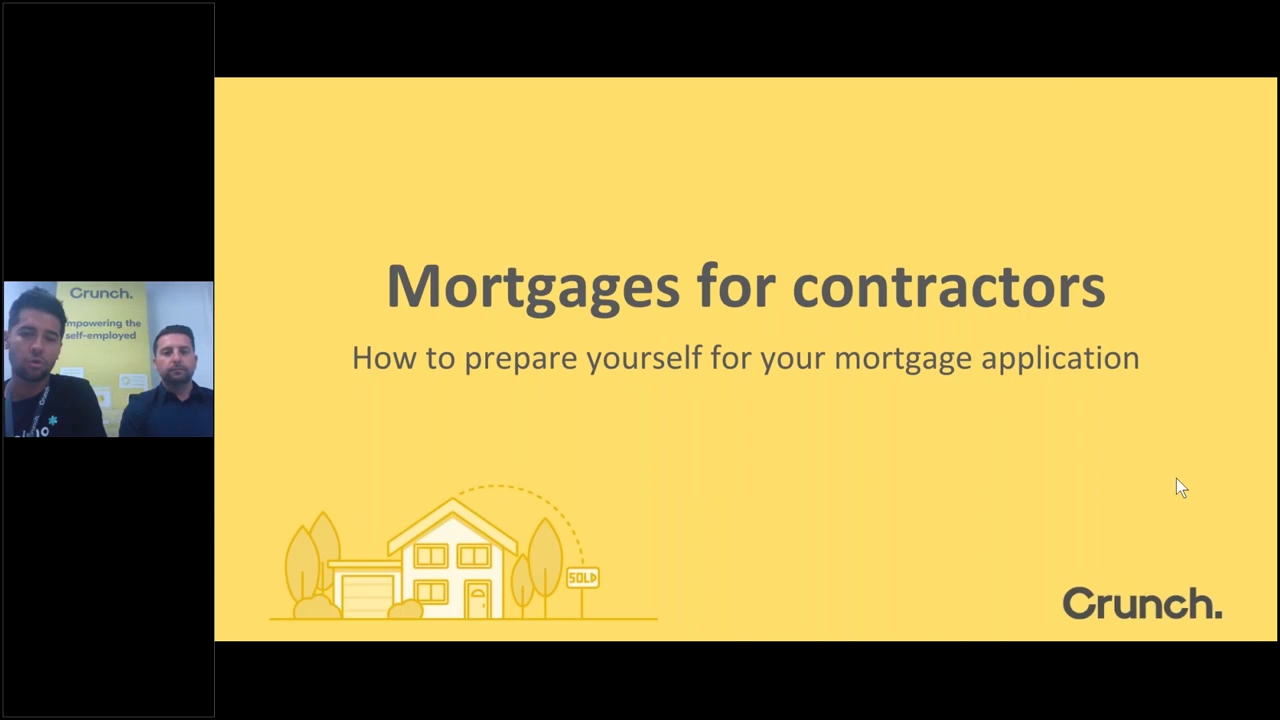 Crunch.
mpowering the
self-employed
Mortgages for contractors
How to prepare yourself for your mortgage application
SOLD
Crunch.